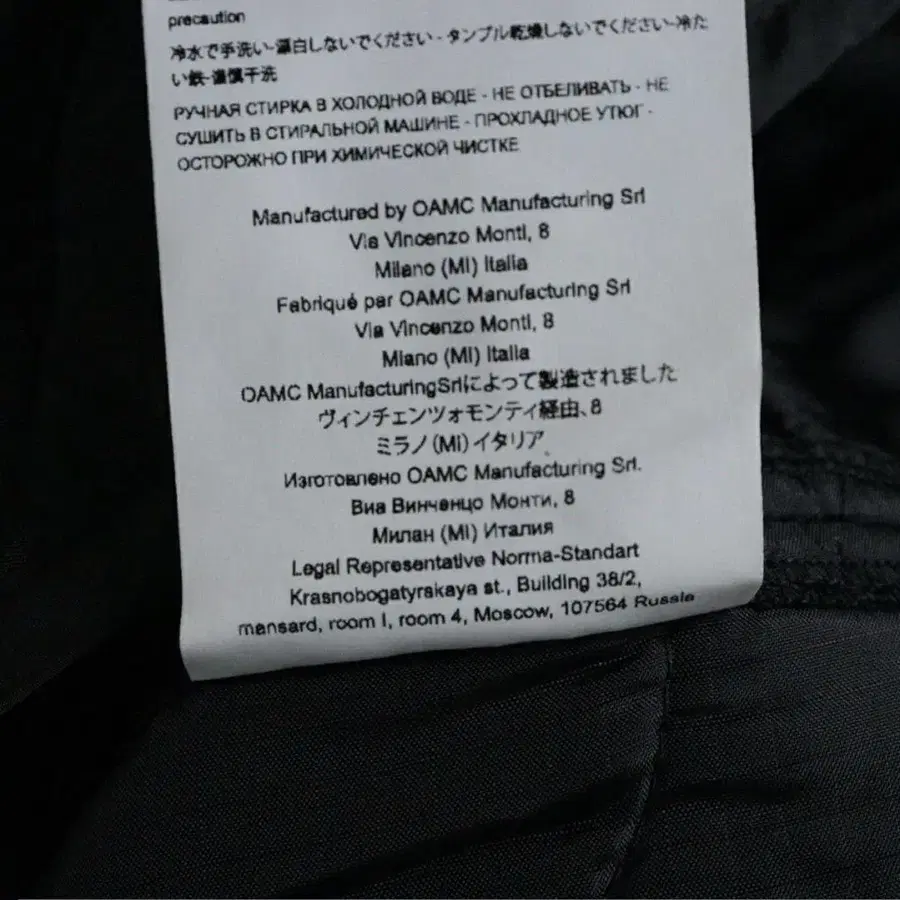 precaution
冷水で手洗い-漂白しないでください - タンブル乾燥しないでください-冷た
い鉄-谨慎干洗
РУЧНАЯ СТИРКА В ХОЛОДНОЙ ВОДЕ - НЕ ОТБЕЛИВАТЬ - НЕ
СУШИТЬ В СТИРАЛЬНОЙ МАШИНЕ - ПРОХЛАДНОЕ УТЮГ -
ОСТОРОЖНО ПРИ ХИМИЧЕСКОЙ ЧИСТКЕ
Manufactured by OAMC Manufacturing Srl
Via Vincenzo Monti, 8
Milano (MI) Italia
Fabriqué par OAMC Manufacturing Srl
Via Vincenzo Monti, 8
Milano (MI) Italia
OAMC ManufacturingSrlによって製造されました
ヴィンチェンツォモンティ経由、8
ミラノ(MI)イタリア。
Изготовлено OAMC Manufacturing Srl.
Виа Винченцо Монти, 8
Милан (MI) Италия
Legal Representative Norma-Standart
Krasnobogatyrskaya st., Building 38/2,
mansard, room I, room 4, Moscow, 107564 Russia